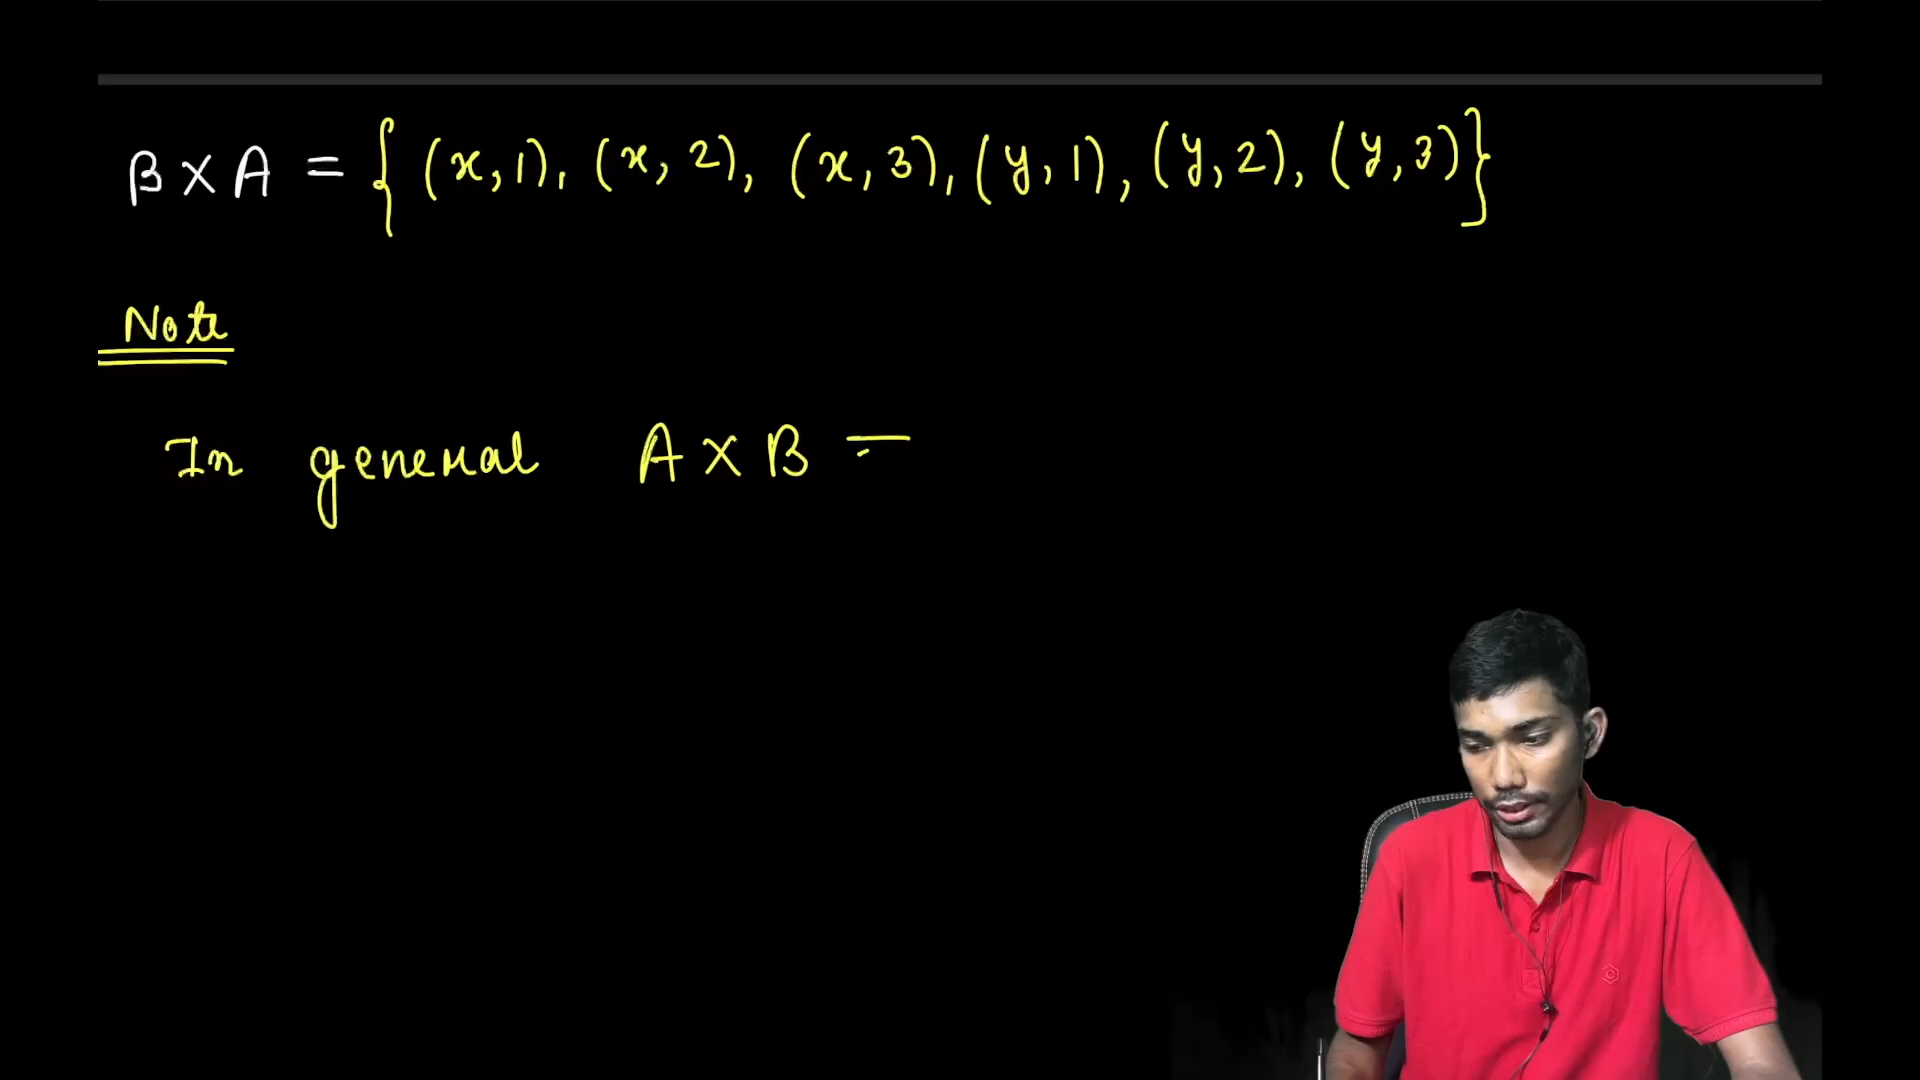 B × A = { (x, 1), (x, 2), (x, 3), (y, 1), (y, 2), (y, 3) }
Note
In general A × B =